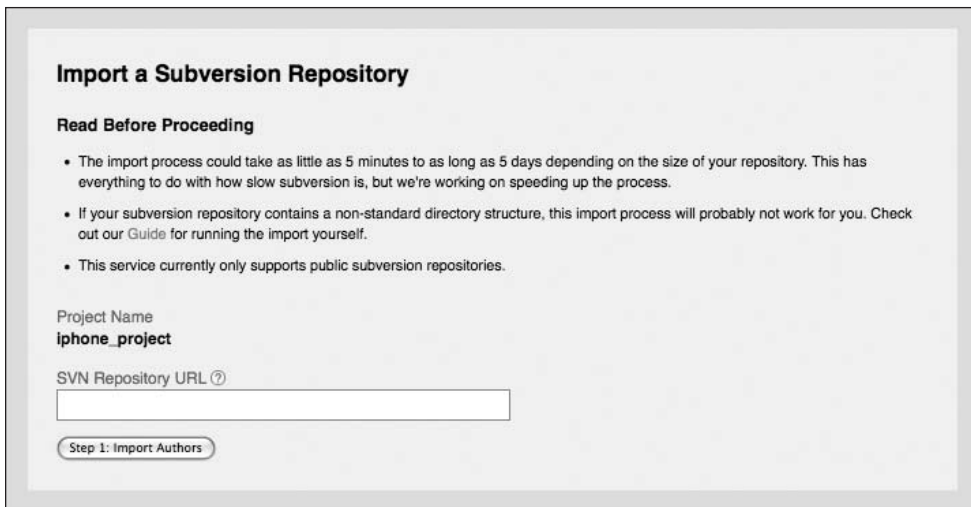 Import a Subversion Repository
Read Before Proceeding
• The import process could take as little as 5 minutes to as long as 5 days depending on the size of your repository. This has
everything to do with how slow subversion is, but we're working on speeding up the process.
• If your subversion repository contains a non-standard directory structure, this import process will probably not work for you. Check
out our Guide for running the import yourself.
• This service currently only supports public subversion repositories.
Project Name
iphone_project
SVN Repository URL ?
Step 1: Import Authors